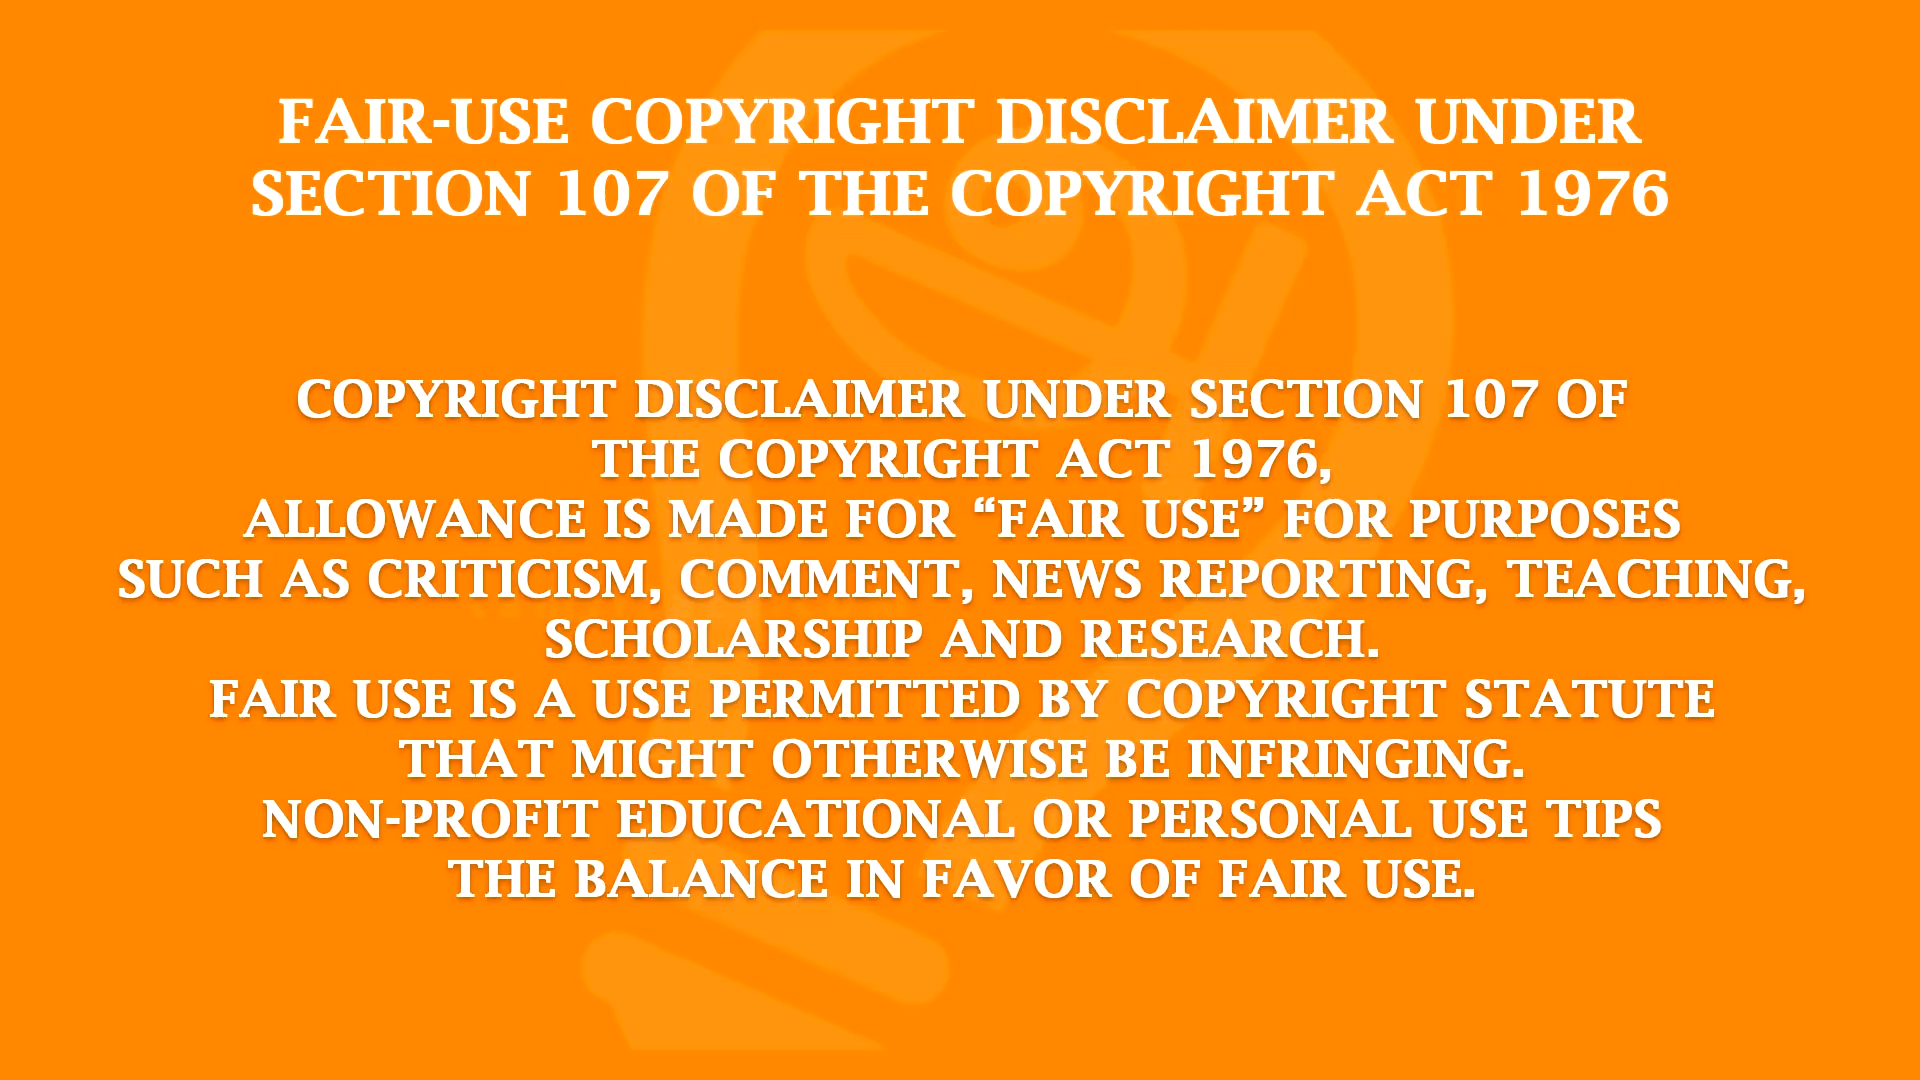 FAIR-USE COPYRIGHT DISCLAIMER UNDER
SECTION 107 OF THE COPYRIGHT ACT 1976
COPYRIGHT DISCLAIMER UNDER SECTION 107 OF
THE COPYRIGHT ACT 1976,
ALLOWANCE IS MADE FOR “FAIR USE” FOR PURPOSES
SUCH AS CRITICISM, COMMENT, NEWS REPORTING, TEACHING,
SCHOLARSHIP AND RESEARCH.
FAIR USE IS A USE PERMITTED BY COPYRIGHT STATUTE
THAT MIGHT OTHERWISE BE INFRINGING.
NON-PROFIT EDUCATIONAL OR PERSONAL USE TIPS
THE BALANCE IN FAVOR OF FAIR USE.